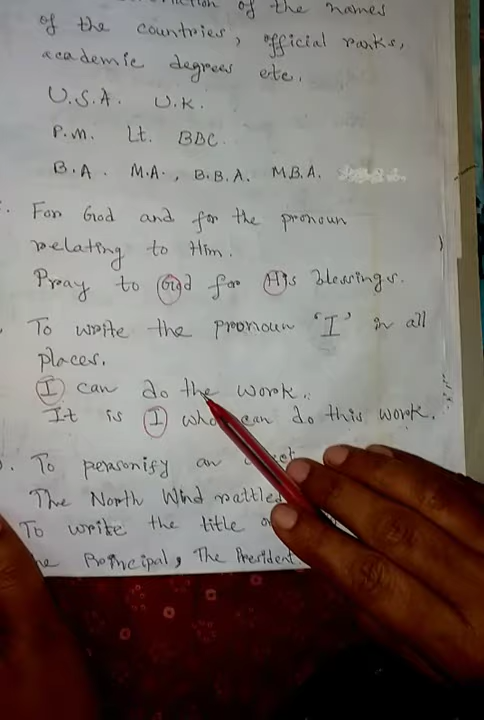 of the names
of the countries, official ranks,
academic degrees etc.
U.S.A. U.K.
P.M. Lt. BBC.
B.A. M.A., B.B.A. M.B.A.
For God and for the pronoun
relating to Him.
Pray to God for His blessings.
To write the pronoun 'I' in all
places.
I can do the work.
It is I who can do this work.
To personify an
The North Wind rattled
To write the title
Principal, The President.